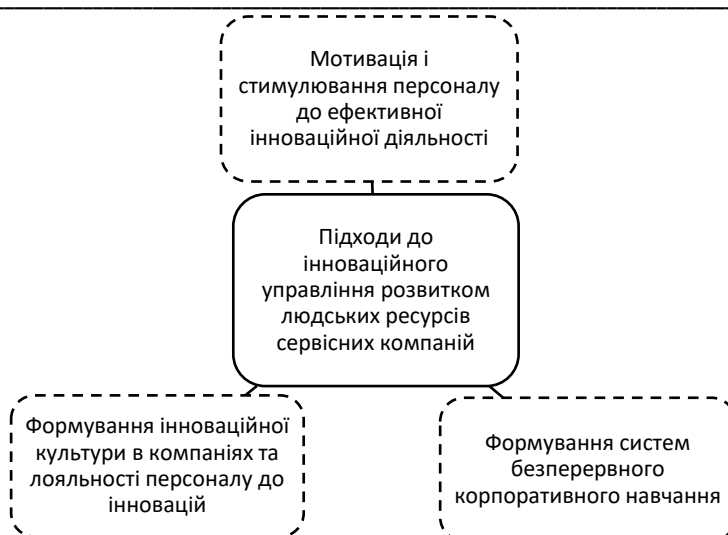 Мотивація і
стимулювання персоналу
до ефективної
інноваційної діяльності
Підходи до
інноваційного
управління розвитком
людських ресурсів
сервісних компаній
Формування інноваційної
культури в компаніях та
лояльності персоналу до
інновацій
Формування систем
безперервного
корпоративного навчання